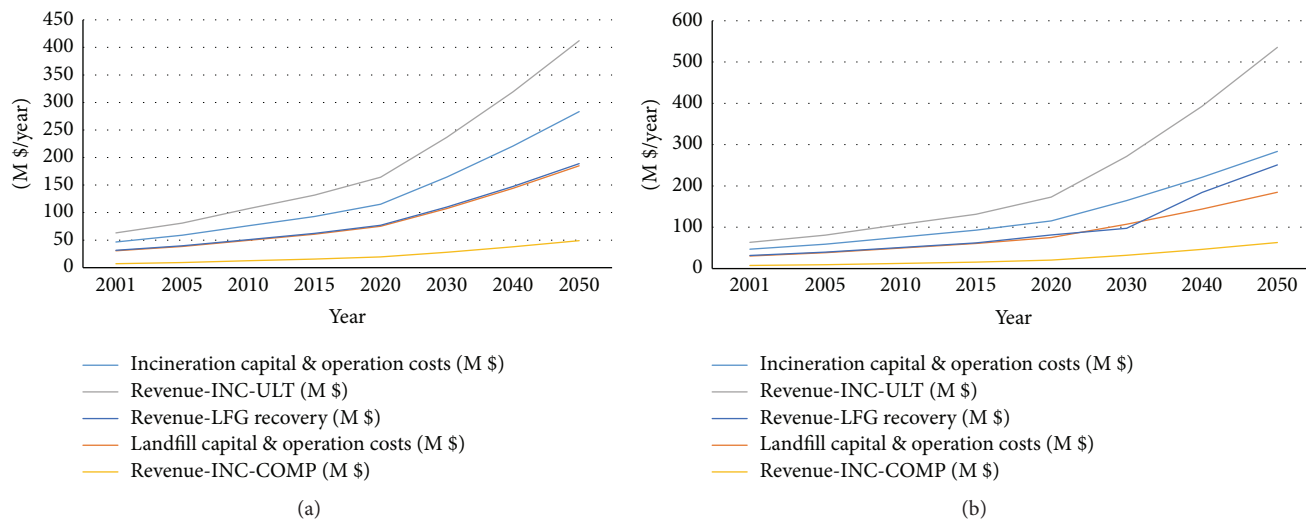 450
400
350
300
250
200
150
100
50
0
(M $/year)
2001 2005 2010 2015 2020 2030 2040 2050
Year
Incineration capital & operation costs (M $)
Revenue-INC-ULT (M $)
Revenue-LFG recovery (M $)
Landfill capital & operation costs (M $)
Revenue-INC-COMP (M $)
(a)
600
500
400
300
200
100
0
(M $/year)
2001 2005 2010 2015 2020 2030 2040 2050
Year
Incineration capital & operation costs (M $)
Revenue-INC-ULT (M $)
Revenue-LFG recovery (M $)
Landfill capital & operation costs (M $)
Revenue-INC-COMP (M $)
(b)